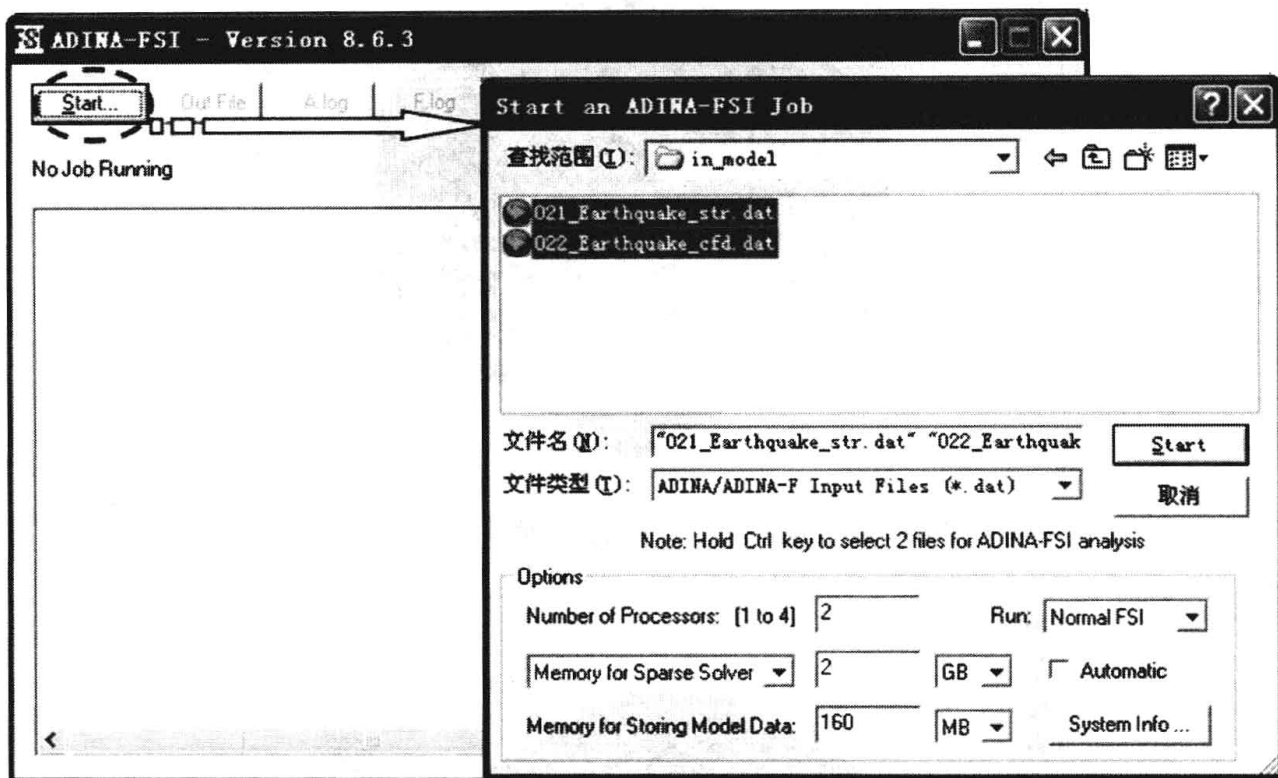 FSI ADINA-FSI - Version 8.6.3
Start... Out File A.log F.log
No Job Running
Start an ADINA-FSI Job
查找范围(I): in_model
021_Earthquake_str.dat
022_Earthquake_cfd.dat
文件名(N): "021_Earthquake_str.dat" "022_Earthquak Start
文件类型(T): ADINA/ADINA-F Input Files (*.dat) 取消
Note: Hold Ctrl key to select 2 files for ADINA-FSI analysis
Options
Number of Processors: [1 to 4] 2 Run: Normal FSI
Memory for Sparse Solver 2 GB Automatic
Memory for Storing Model Data: 160 MB System Info ...